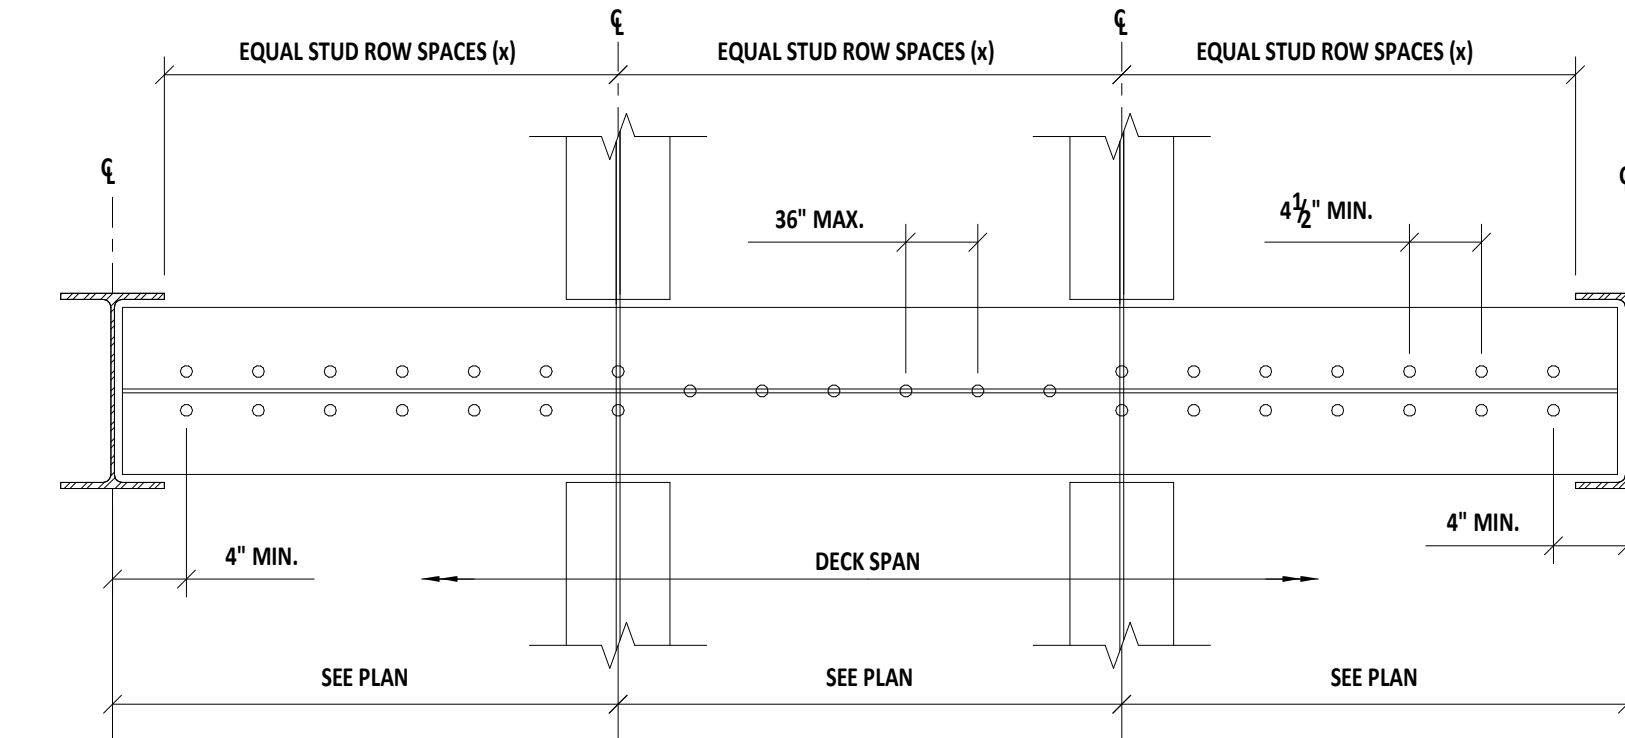 ℄ ℄
EQUAL STUD ROW SPACES (x) EQUAL STUD ROW SPACES (x) EQUAL STUD ROW SPACES (x)
℄
36" MAX. 4½" MIN.
4" MIN.
4" MIN. DECK SPAN
SEE PLAN SEE PLAN SEE PLAN